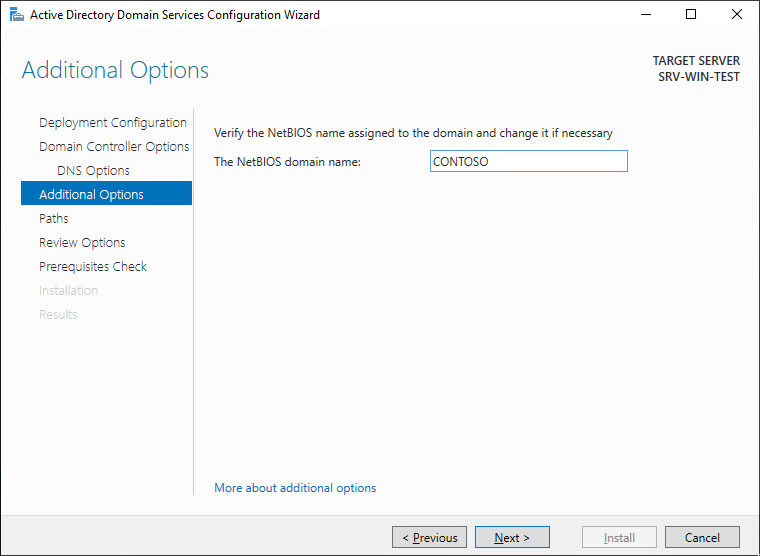 Active Directory Domain Services Configuration Wizard
Additional Options
TARGET SERVER
SRV-WIN-TEST
Deployment Configuration
Domain Controller Options
DNS Options
Additional Options
Paths
Review Options
Prerequisites Check
Installation
Results
Verify the NetBIOS name assigned to the domain and change it if necessary
The NetBIOS domain name: CONTOSO
More about additional options
< Previous Next > Install Cancel